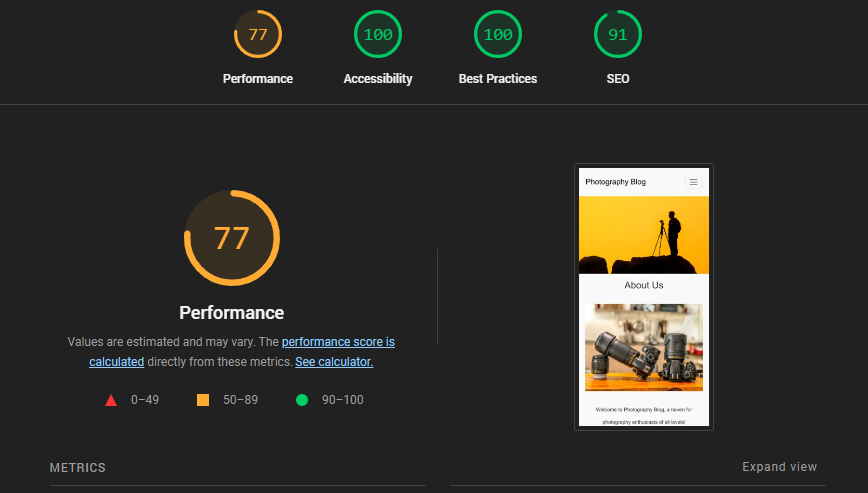 77
100
100
91
Performance
Accessibility
Best Practices
SEO
77
Performance
Values are estimated and may vary. The performance score is
calculated directly from these metrics. See calculator.
0–49
50–89
90–100
Photography Blog
About Us
Welcome to Photography Blog, a haven for
photography enthusiasts of all levels!
METRICS
Expand view